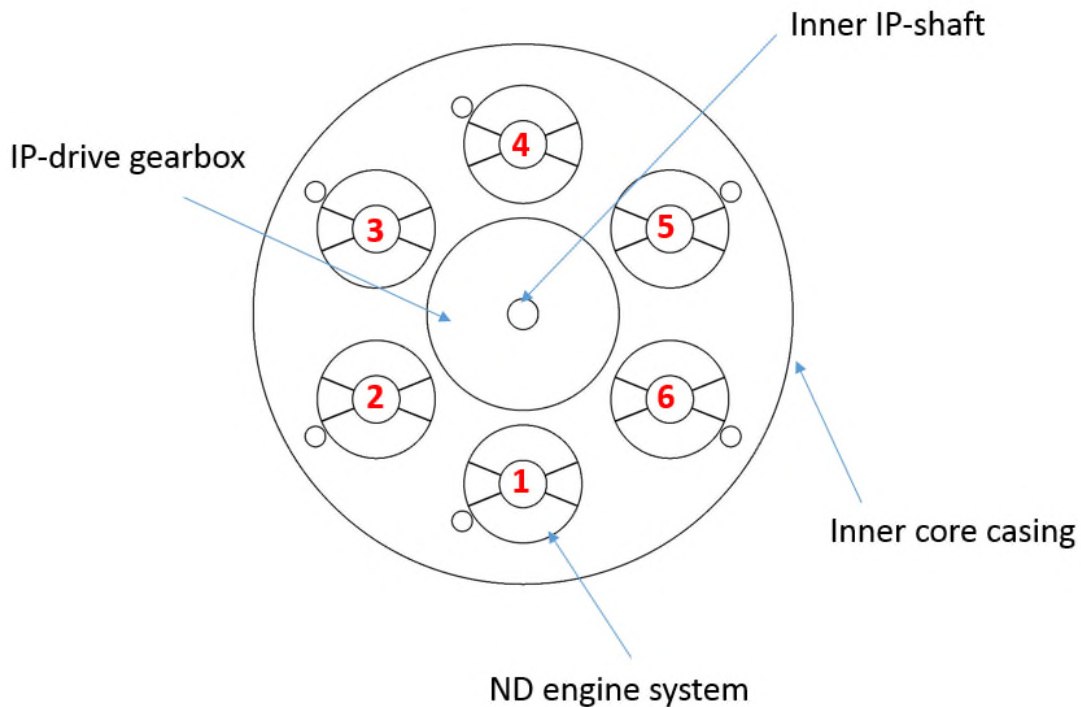 Inner IP-shaft
IP-drive gearbox
4
3
5
2
6
1
Inner core casing
ND engine system